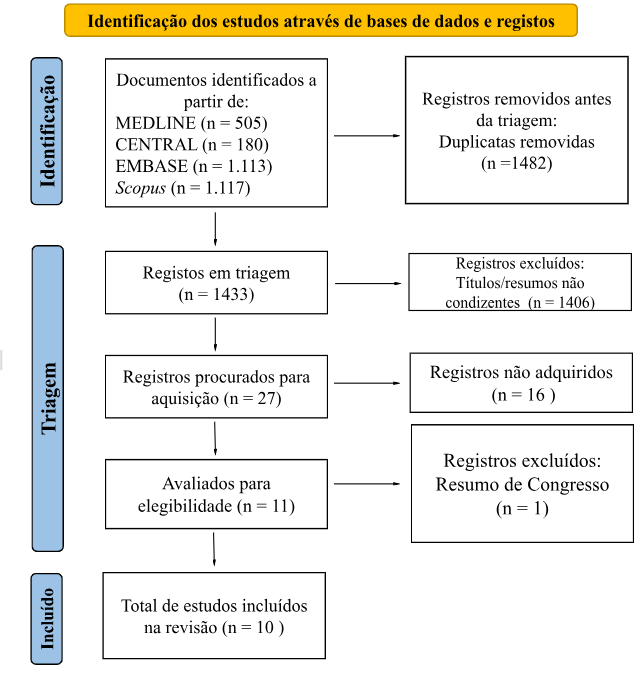 Identificação dos estudos através de bases de dados e registos
Identificação
Documentos identificados a
partir de:
MEDLINE (n = 505)
CENTRAL (n = 180)
EMBASE (n = 1.113)
Scopus (n = 1.117)
Registros removidos antes
da triagem:
Duplicatas removidas
(n =1482)
Triagem
Registos em triagem
(n = 1433)
Registros excluídos:
Títulos/resumos não
condizentes (n = 1406)
Registros procurados para
aquisição (n = 27)
Registros não adquiridos
(n = 16 )
Avaliados para
elegibilidade (n = 11)
Registros excluídos:
Resumo de Congresso
(n = 1)
Incluído
Total de estudos incluídos
na revisão (n = 10 )